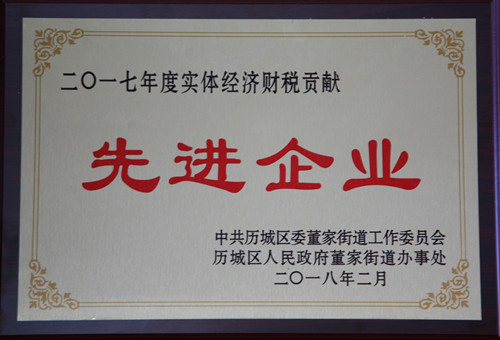 二〇一七年度实体经济财税贡献
先进企业
中共历城区委董家街道工作委员会
历城区人民政府董家街道办事处
二〇一八年二月